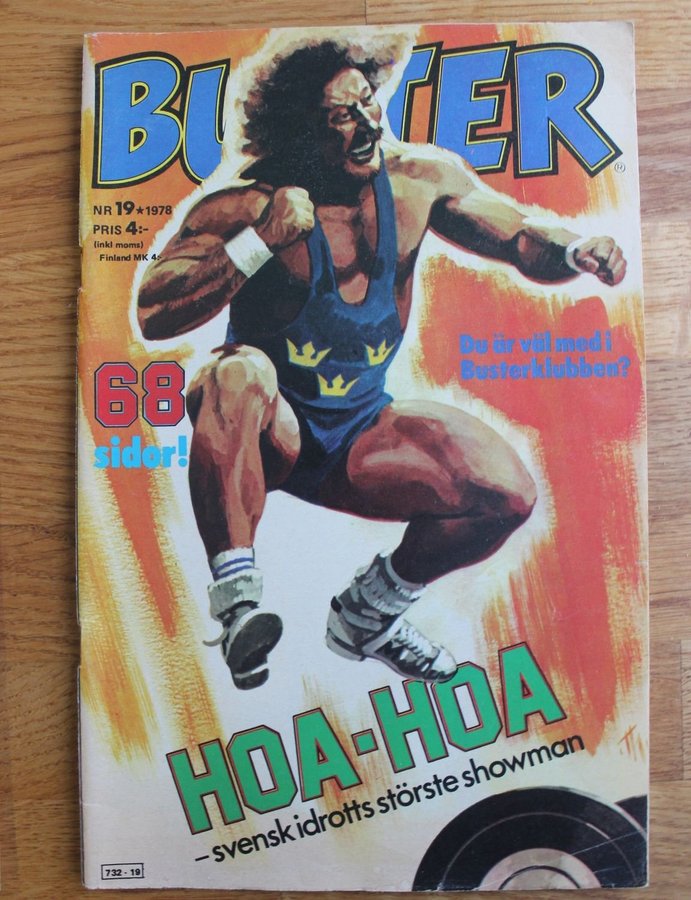 BUSTER
NR 19★1978
PRIS 4:-
(inkl moms)
Finland MK 4:-
68
sidor!
Du är väl med i
Busterklubben?
HOA-HOA
– svensk idrotts störste showman
732 - 19